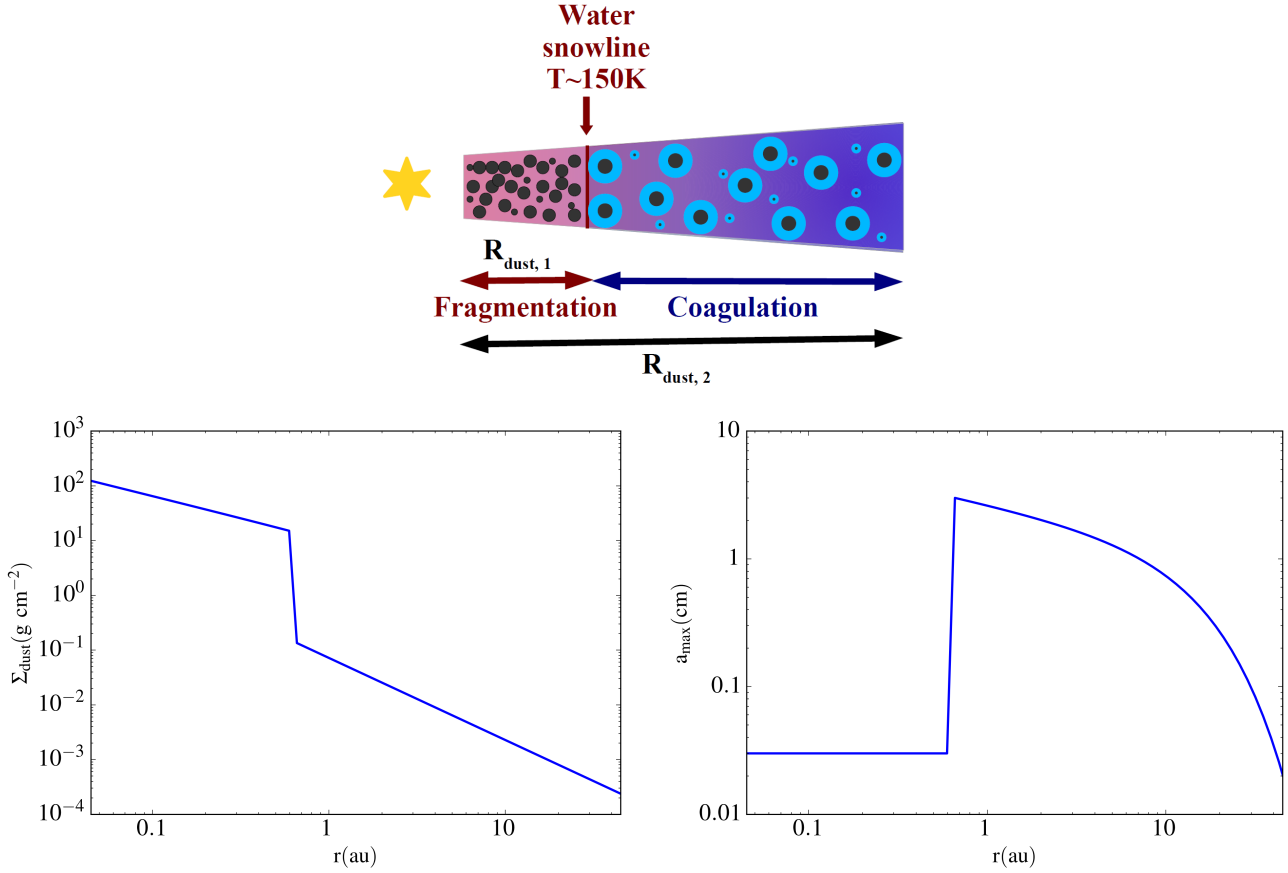 Water
snowline
T~150K
R_dust, 1
Fragmentation
Coagulation
R_dust, 2
10^3
10^2
10^1
10^0
10^−1
10^−2
10^−3
10^−4
Σ_dust(g cm^−2)
0.1
1
10
r(au)
10
1
0.1
0.01
a_max(cm)
0.1
1
10
r(au)